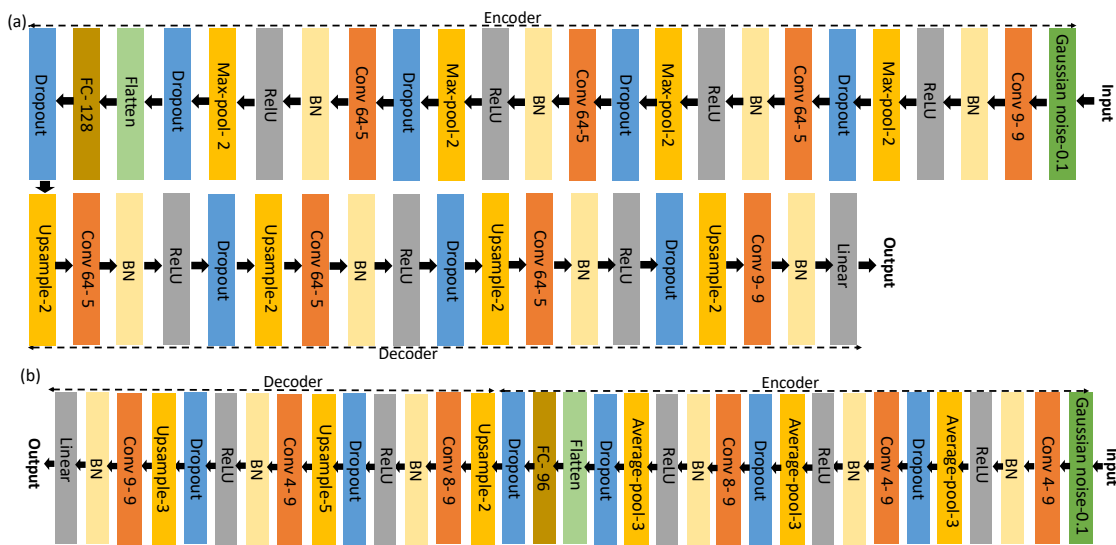 (a)
Encoder
Dropout
FC- 128
Flatten
Dropout
Max-pool- 2
ReLU
BN
Conv 64-5
Dropout
Max-pool-2
ReLU
BN
Conv 64-5
Dropout
Max-pool-2
ReLU
BN
Conv 64- 5
Dropout
Max-pool-2
ReLU
BN
Conv 9- 9
Gaussian noise-0.1
Input
Upsample-2
Conv 64- 5
BN
ReLU
Dropout
Upsample-2
Conv 64- 5
BN
ReLU
Dropout
Upsample-2
Conv 64- 5
BN
ReLU
Dropout
Upsample-2
Conv 9- 9
BN
Linear
Output
Decoder
(b)
Decoder
Encoder
Output
Linear
BN
Conv 9- 9
Upsample-3
Dropout
ReLU
BN
Conv 4- 9
Upsample-5
Dropout
ReLU
BN
Conv 8- 9
Upsample-2
Dropout
FC- 96
Flatten
Dropout
Average-pool-3
ReLU
BN
Conv 8- 9
Dropout
Average-pool-3
ReLU
BN
Conv 4- 9
Dropout
Average-pool-3
ReLU
BN
Conv 4- 9
Gaussian noise-0.1
Input